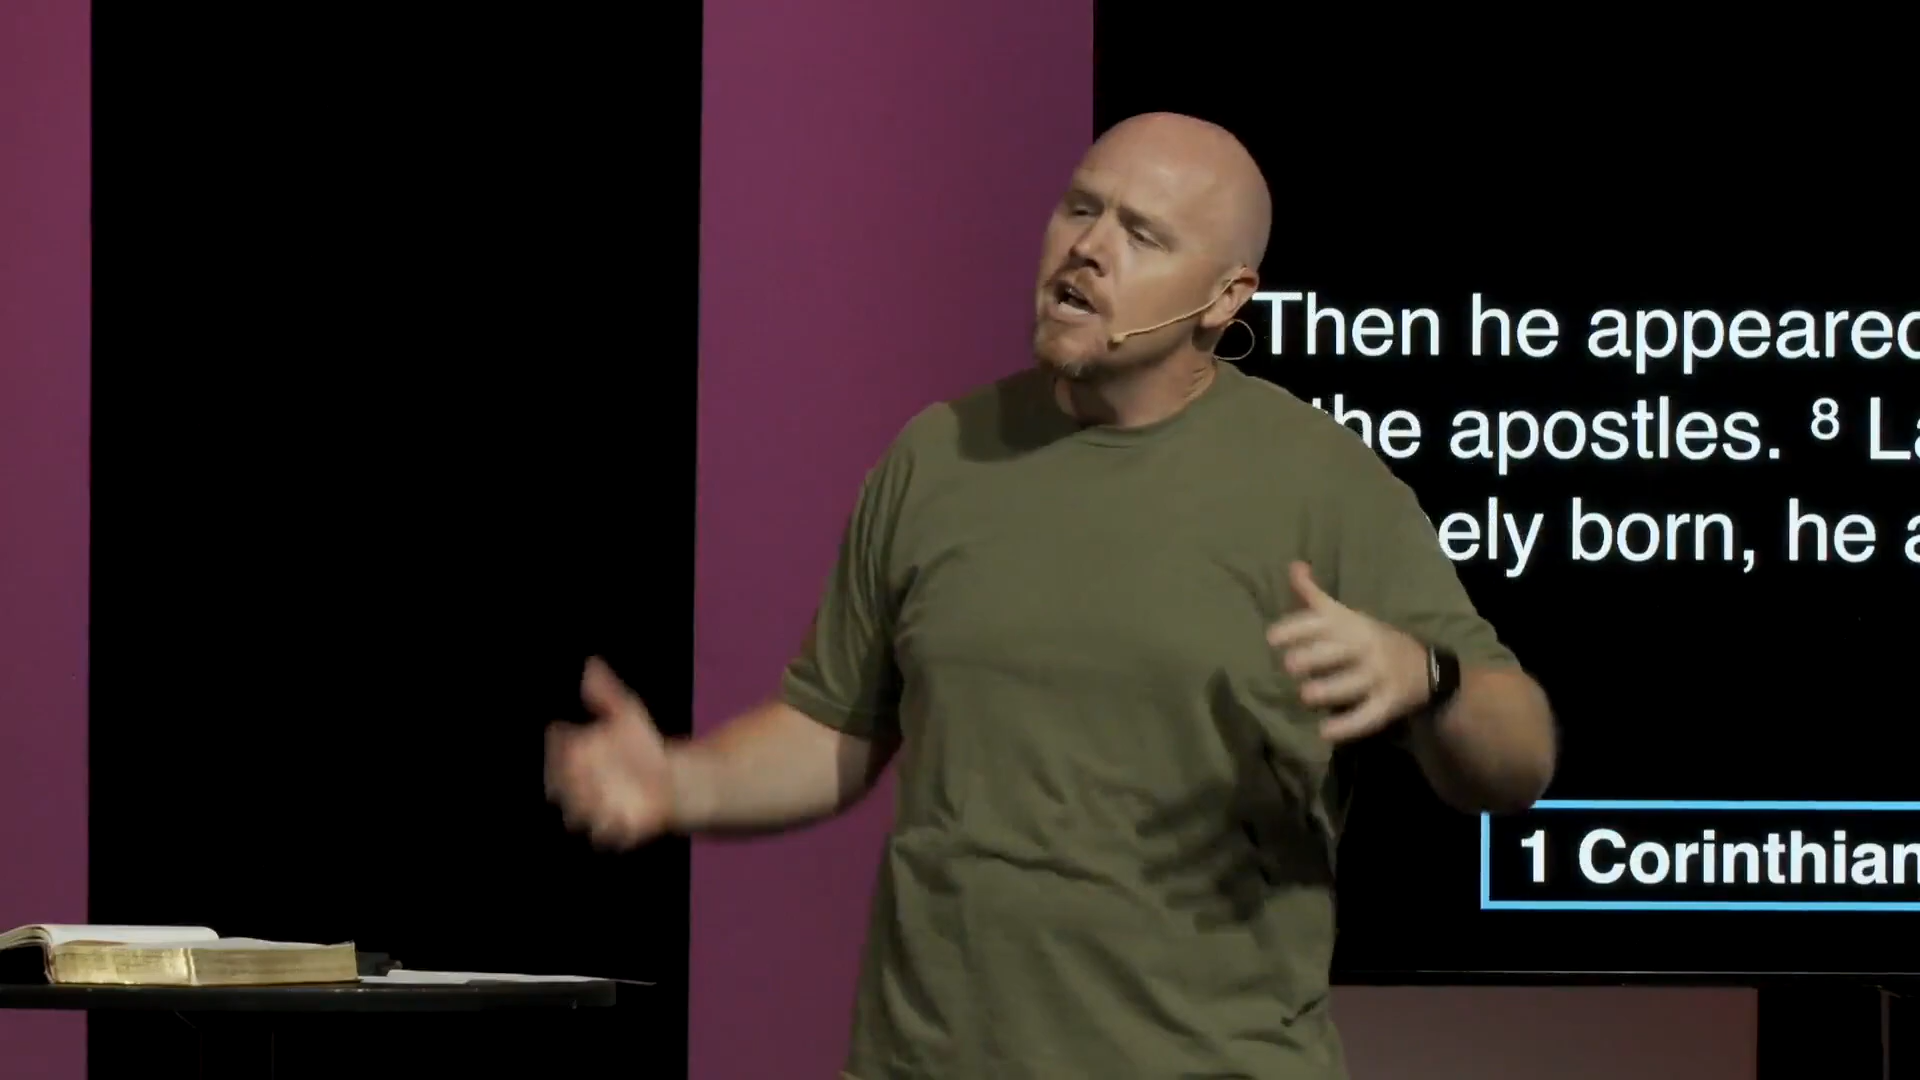 Then he appeared
the apostles. ⁸ La
ely born, he a
1 Corinthian